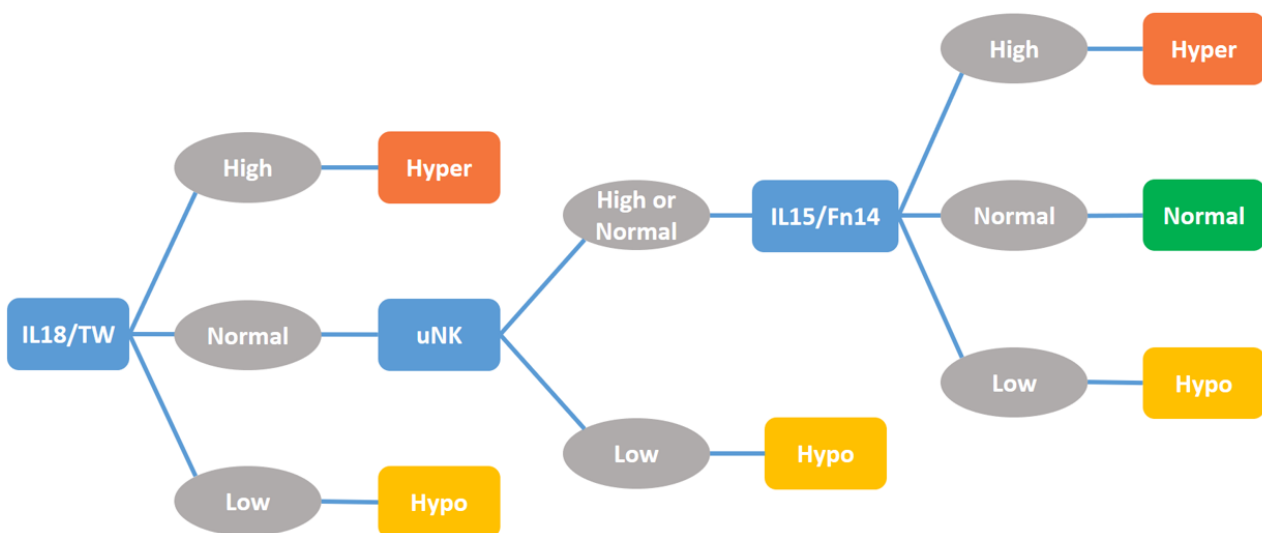 High
Hyper
High
Hyper
High or
Normal
IL15/Fn14
Normal
Normal
IL18/TW
Normal
uNK
Low
Hypo
Low
Hypo
Low
Hypo